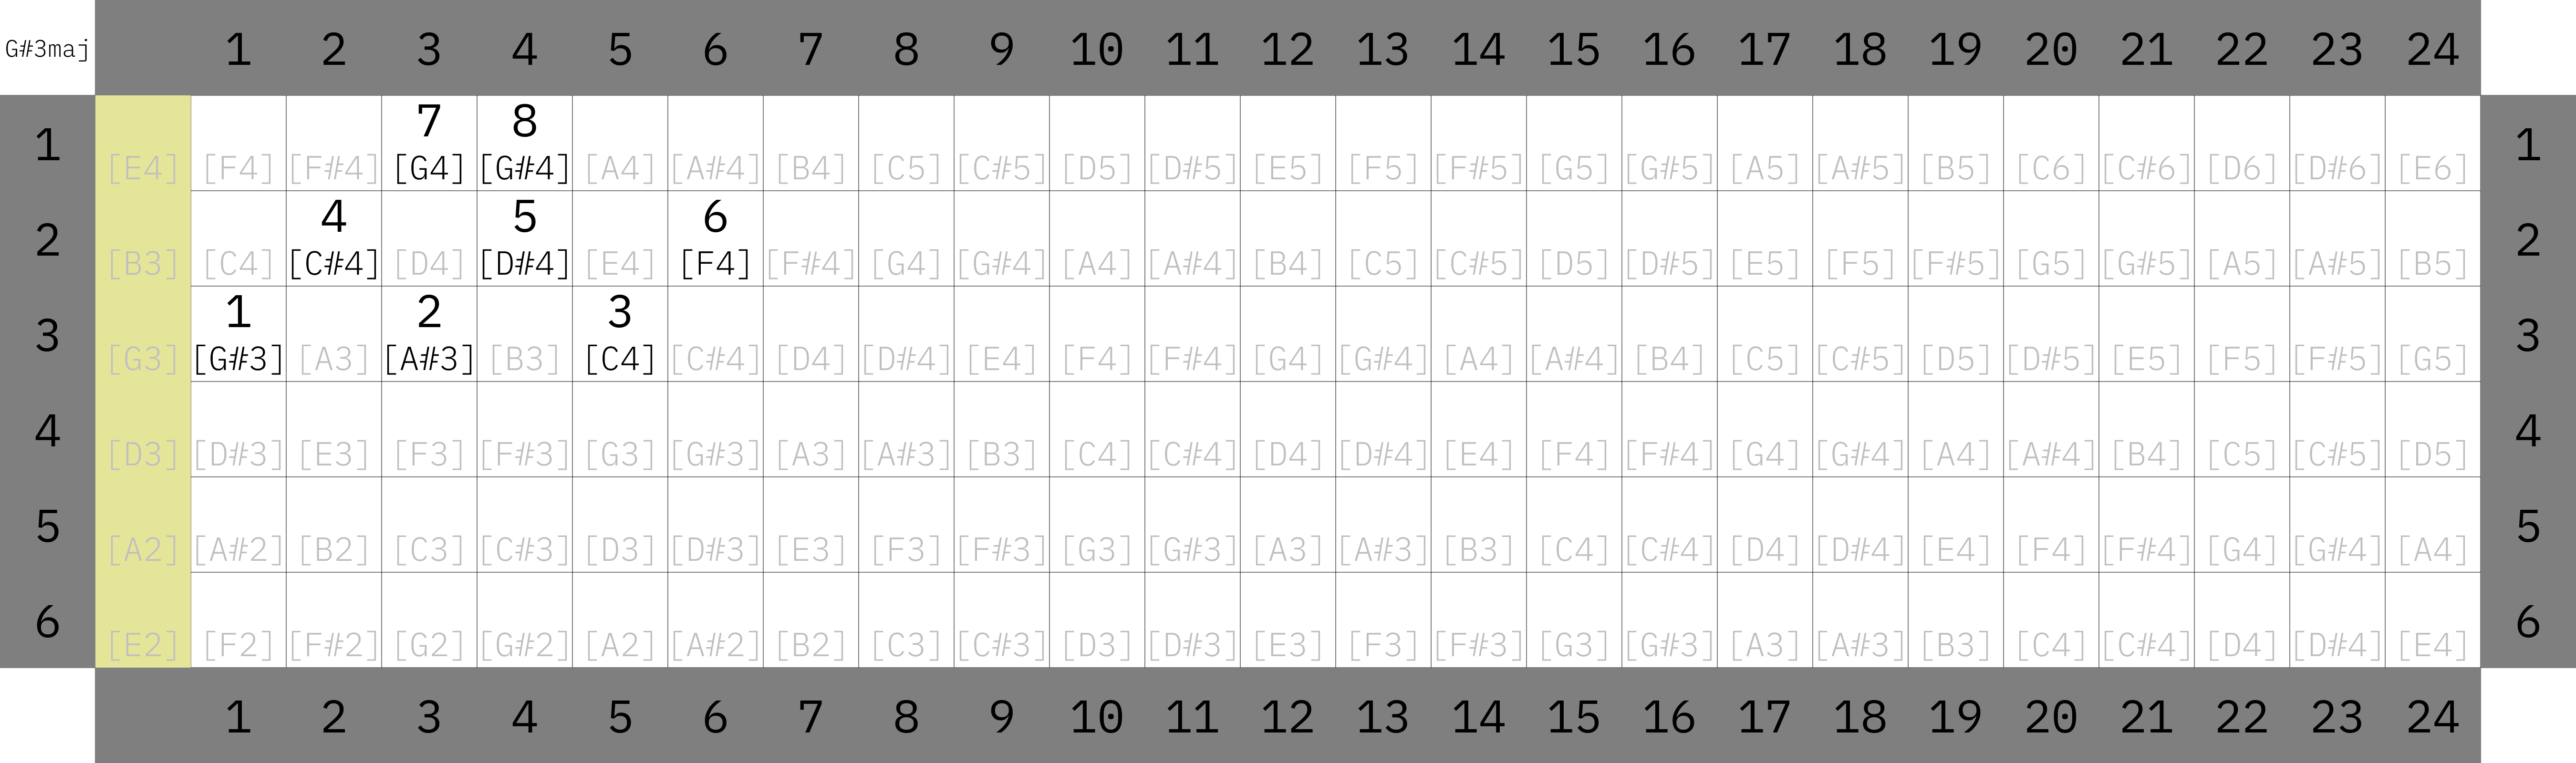 G#3maj 1 2 3 4 5 6 7 8 9 10 11 12 13 14 15 16 17 18 19 20 21 22 23 24
7 8
1 [E4] [F4] [F#4] [G4] [G#4] [A4] [A#4] [B4] [C5] [C#5] [D5] [D#5] [E5] [F5] [F#5] [G5] [G#5] [A5] [A#5] [B5] [C6] [C#6] [D6] [D#6] [E6] 1
4 5 6
2 [B3] [C4] [C#4] [D4] [D#4] [E4] [F4] [F#4] [G4] [G#4] [A4] [A#4] [B4] [C5] [C#5] [D5] [D#5] [E5] [F5] [F#5] [G5] [G#5] [A5] [A#5] [B5] 2
1 2 3
3 [G3] [G#3] [A3] [A#3] [B3] [C4] [C#4] [D4] [D#4] [E4] [F4] [F#4] [G4] [G#4] [A4] [A#4] [B4] [C5] [C#5] [D5] [D#5] [E5] [F5] [F#5] [G5] 3
4 [D3] [D#3] [E3] [F3] [F#3] [G3] [G#3] [A3] [A#3] [B3] [C4] [C#4] [D4] [D#4] [E4] [F4] [F#4] [G4] [G#4] [A4] [A#4] [B4] [C5] [C#5] [D5] 4
5 [A2] [A#2] [B2] [C3] [C#3] [D3] [D#3] [E3] [F3] [F#3] [G3] [G#3] [A3] [A#3] [B3] [C4] [C#4] [D4] [D#4] [E4] [F4] [F#4] [G4] [G#4] [A4] 5
6 [E2] [F2] [F#2] [G2] [G#2] [A2] [A#2] [B2] [C3] [C#3] [D3] [D#3] [E3] [F3] [F#3] [G3] [G#3] [A3] [A#3] [B3] [C4] [C#4] [D4] [D#4] [E4] 6
1 2 3 4 5 6 7 8 9 10 11 12 13 14 15 16 17 18 19 20 21 22 23 24